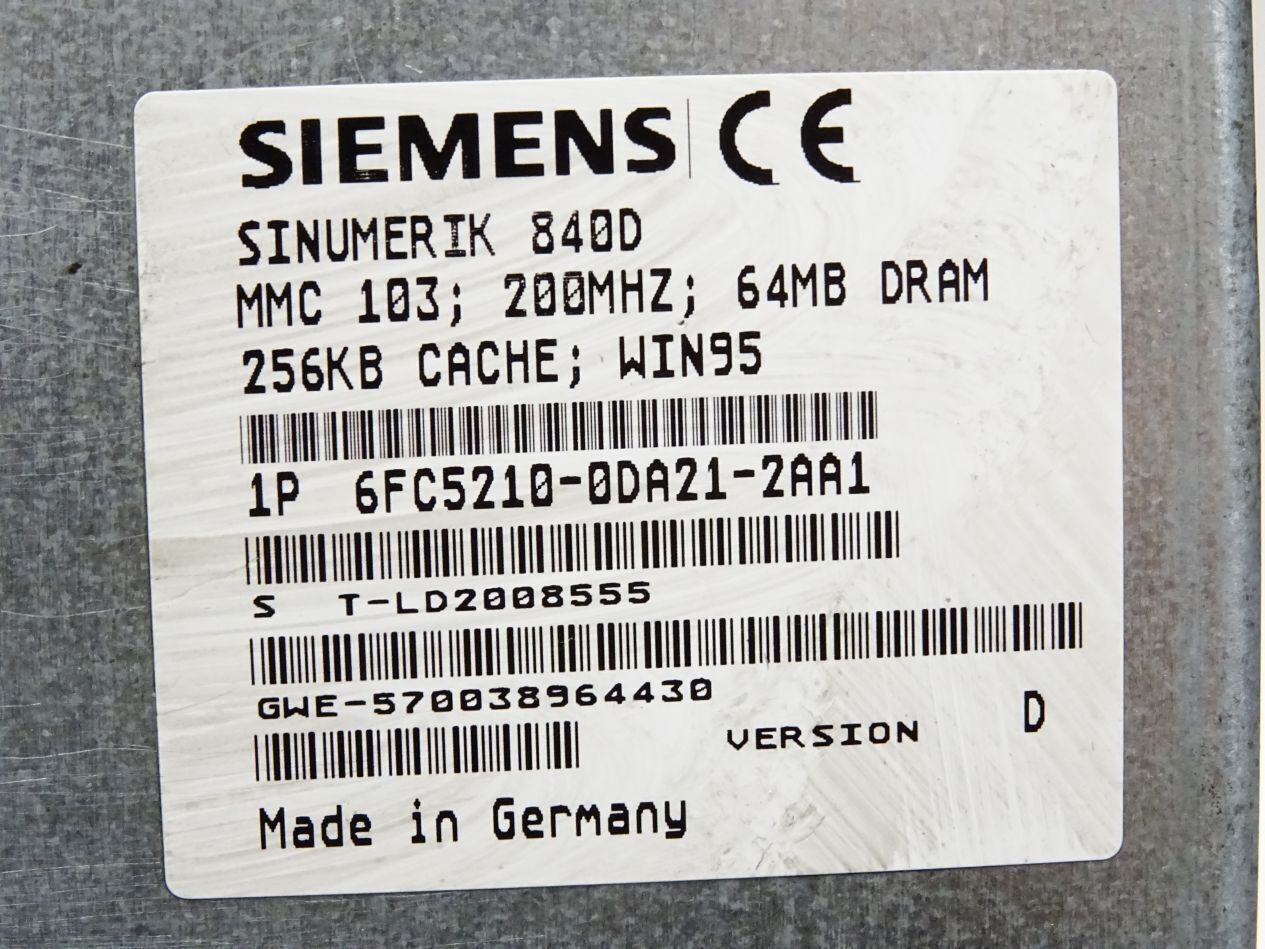 SIEMENS CE
SINUMERIK 840D
MMC 103; 200MHZ; 64MB DRAM
256KB CACHE; WIN95
1P 6FC5210-0DA21-2AA1
S T-LD2008555
GWE-570038964430
VERSION D
Made in Germany